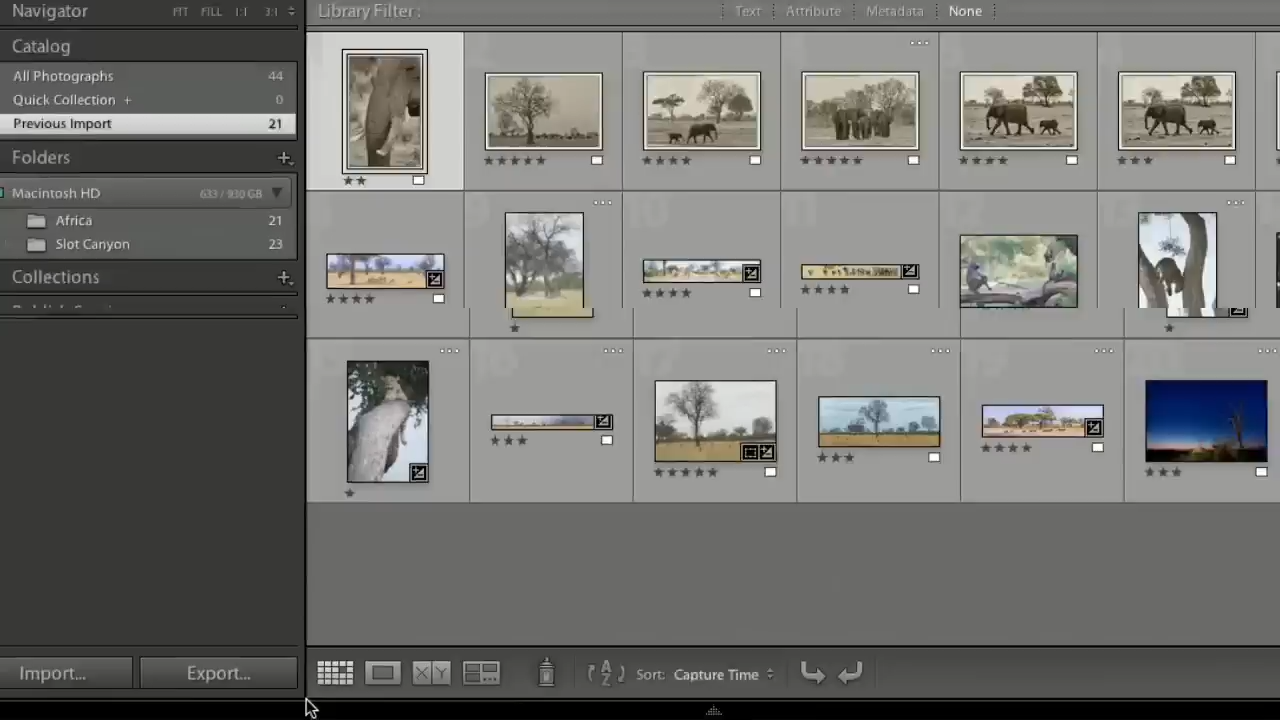 Navigator FIT FILL 1:1 3:1
Library Filter : Text Attribute Metadata None
Catalog
All Photographs 44
Quick Collection + 0
Previous Import 21
Folders
Macintosh HD 633 / 930 GB
Africa 21
Slot Canyon 23
Collections
Import... Export...
Sort: Capture Time